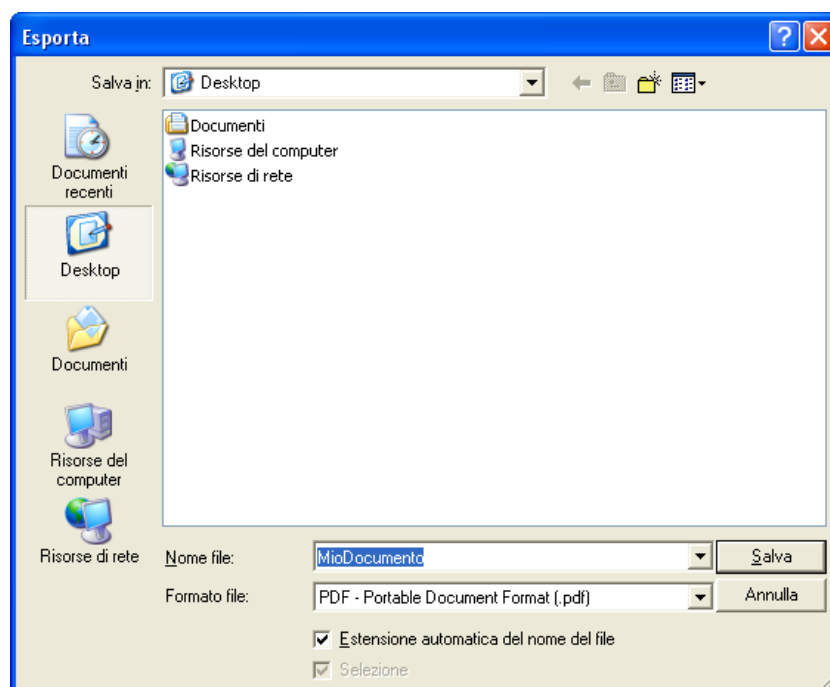 Esporta
Salva in:
Desktop
Documenti recenti
Desktop
Documenti
Risorse del computer
Risorse di rete
Documenti
Risorse del computer
Risorse di rete
Nome file:
MioDocumento
Salva
Formato file:
PDF - Portable Document Format (.pdf)
Annulla
Estensione automatica del nome del file
Selezione